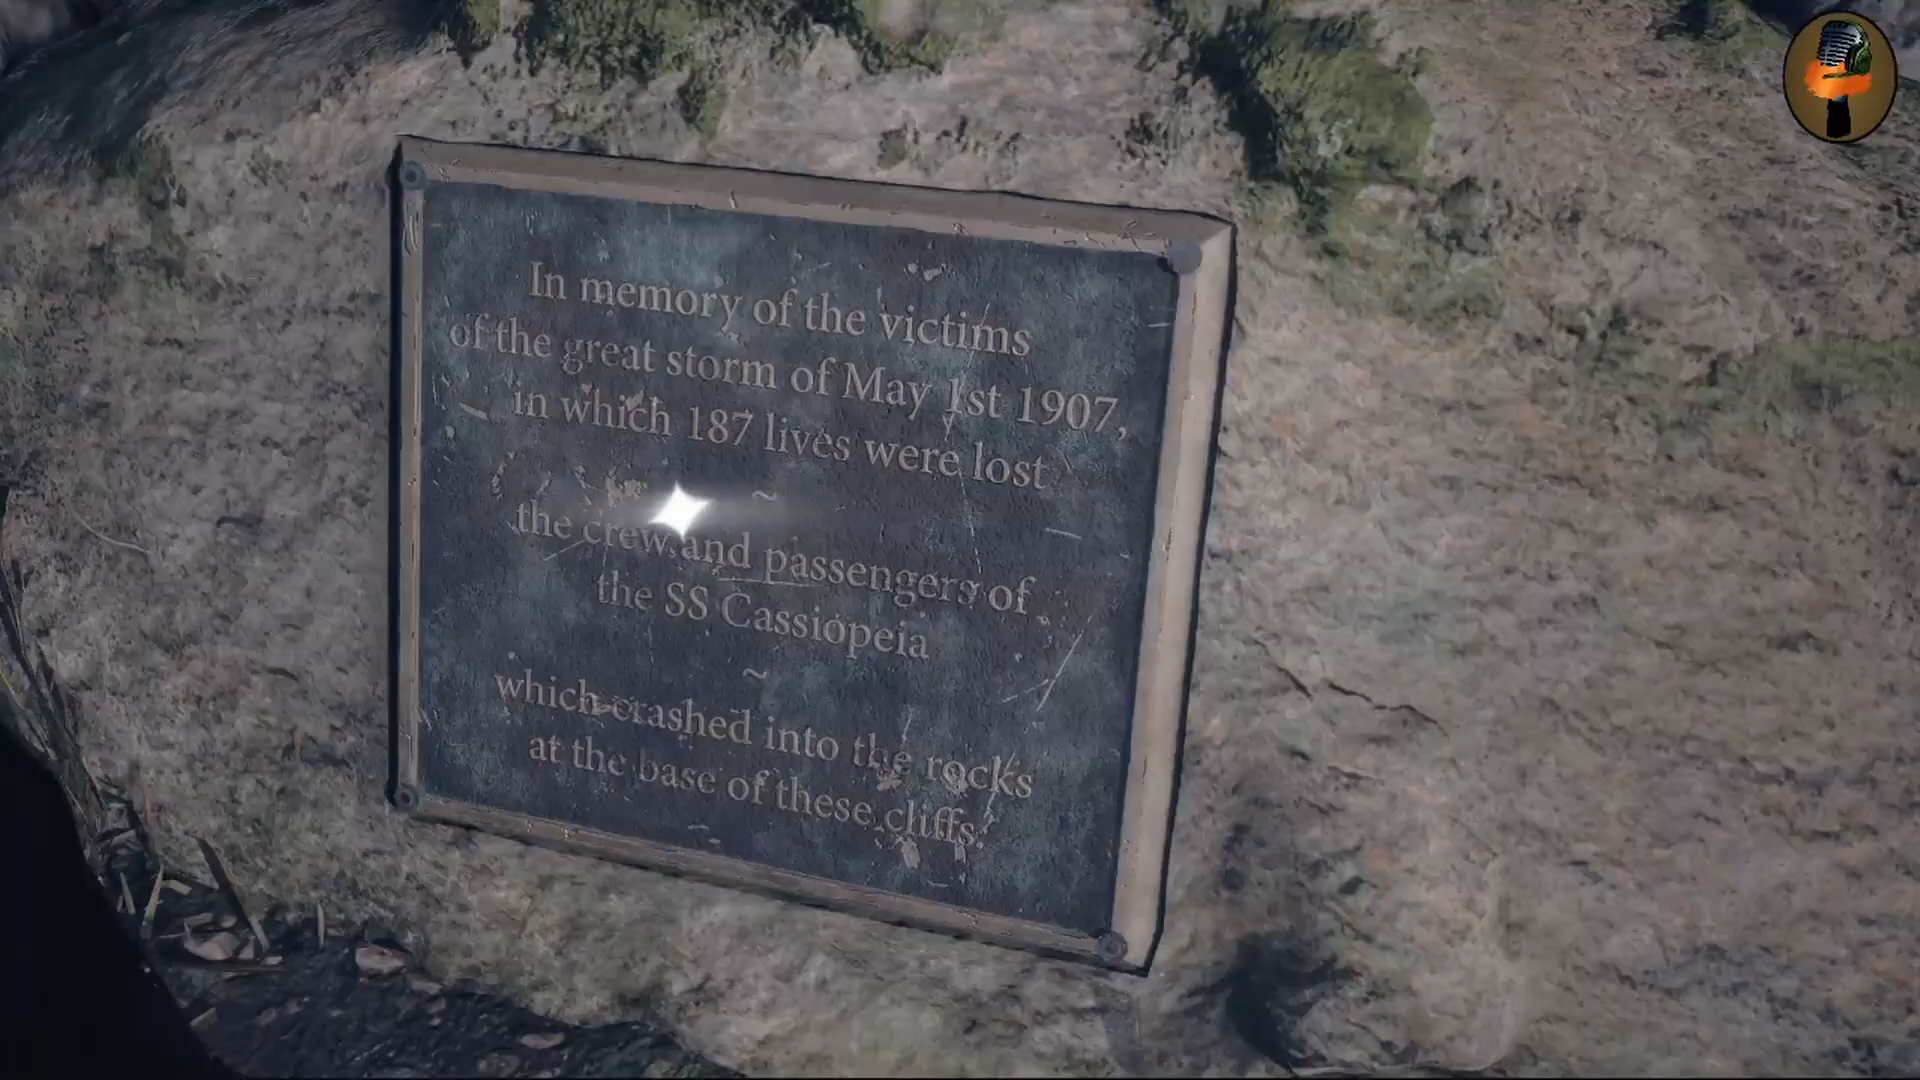 In memory of the victims
of the great storm of May 1st 1907,
in which 187 lives were lost
~
the crew and passengers of
the SS Cassiopeia
~
which crashed into the rocks
at the base of these cliffs.